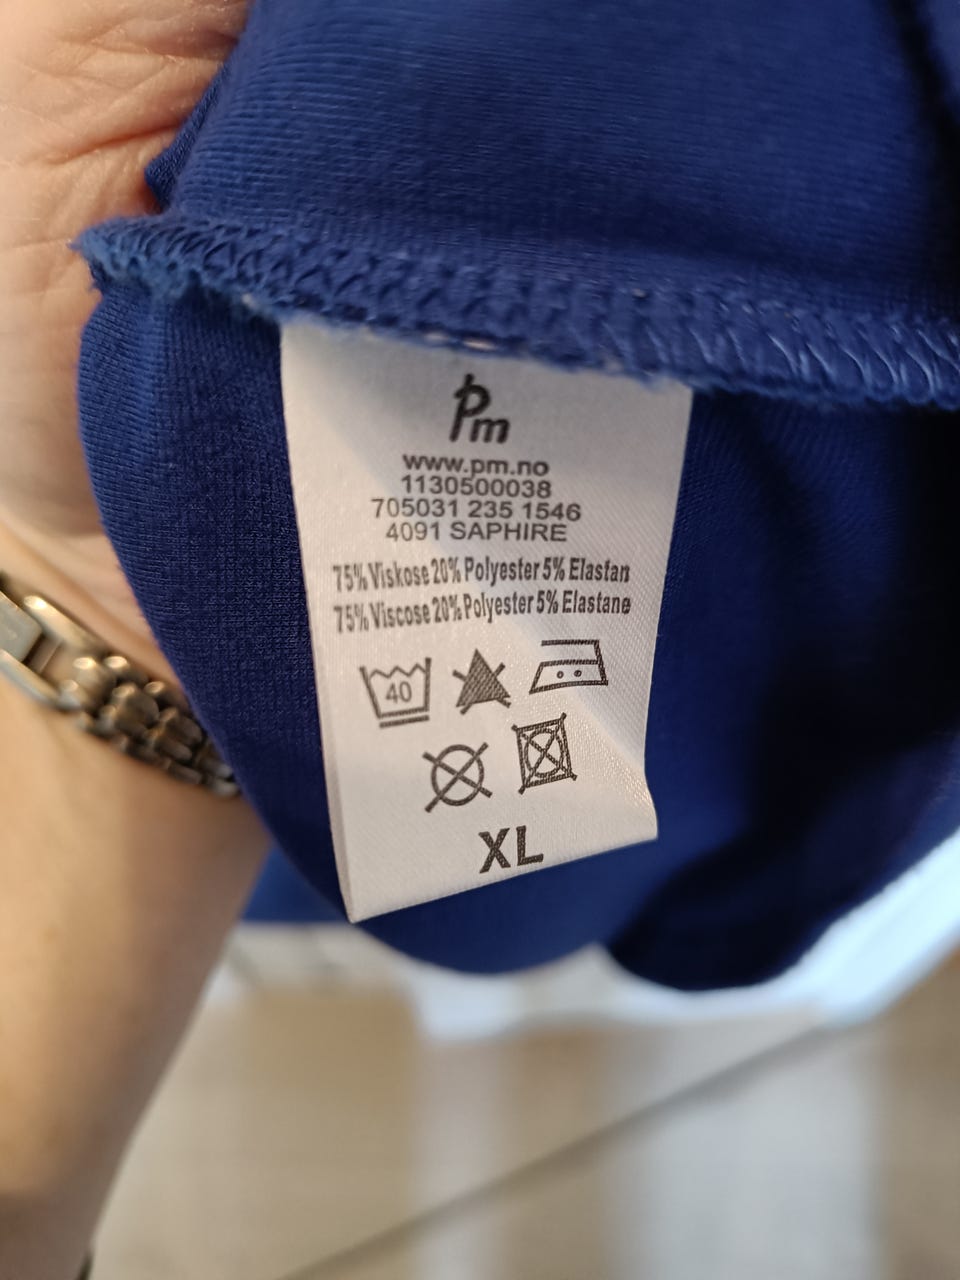 Pm
www.pm.no
1130500038
705031 235 1546
4091 SAPHIRE
75% Viskose 20% Polyester 5% Elastan
75% Viscose 20% Polyester 5% Elastane
40
XL